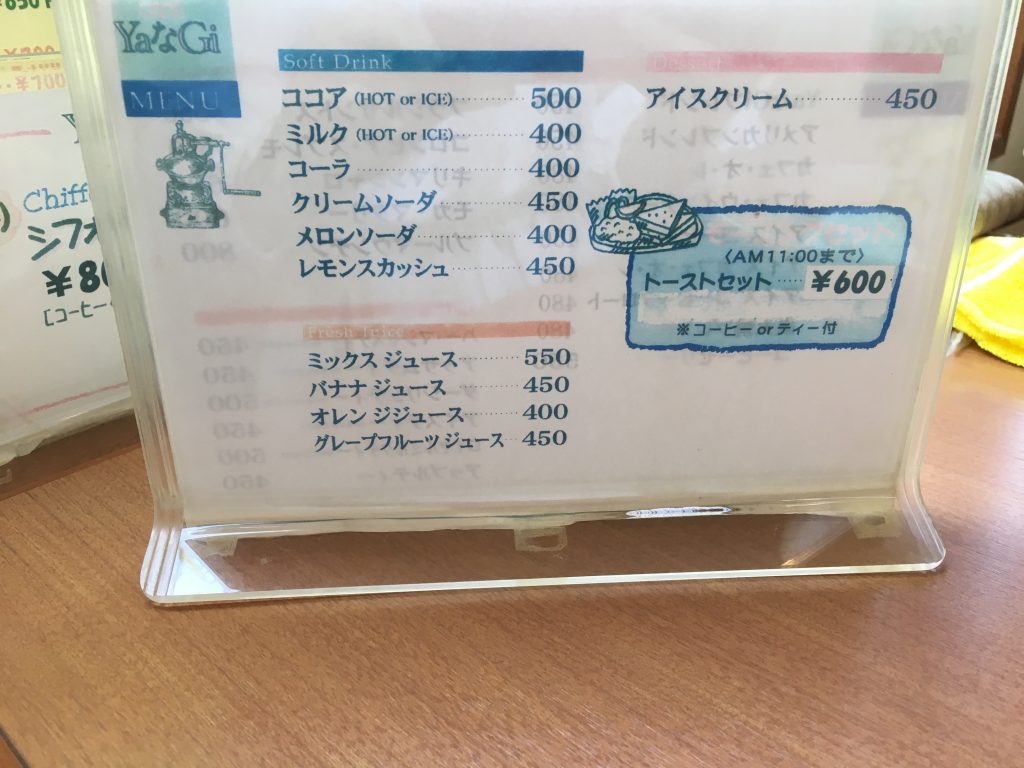 YaなGi
MENU
Soft Drink
ココア (HOT or ICE) 500
ミルク (HOT or ICE) 400
コーラ 400
クリームソーダ 450
メロンソーダ 400
レモンスカッシュ 450
Fresh Juice
ミックス ジュース 550
バナナ ジュース 450
オレン ジジュース 400
グレープフルーツ ジュース 450
Dessert
アイスクリーム 450
〈AM11:00まで〉
トーストセット ¥600
※コーヒー or ティー付
Chiff
シフォ
¥80
[コーヒー
¥700